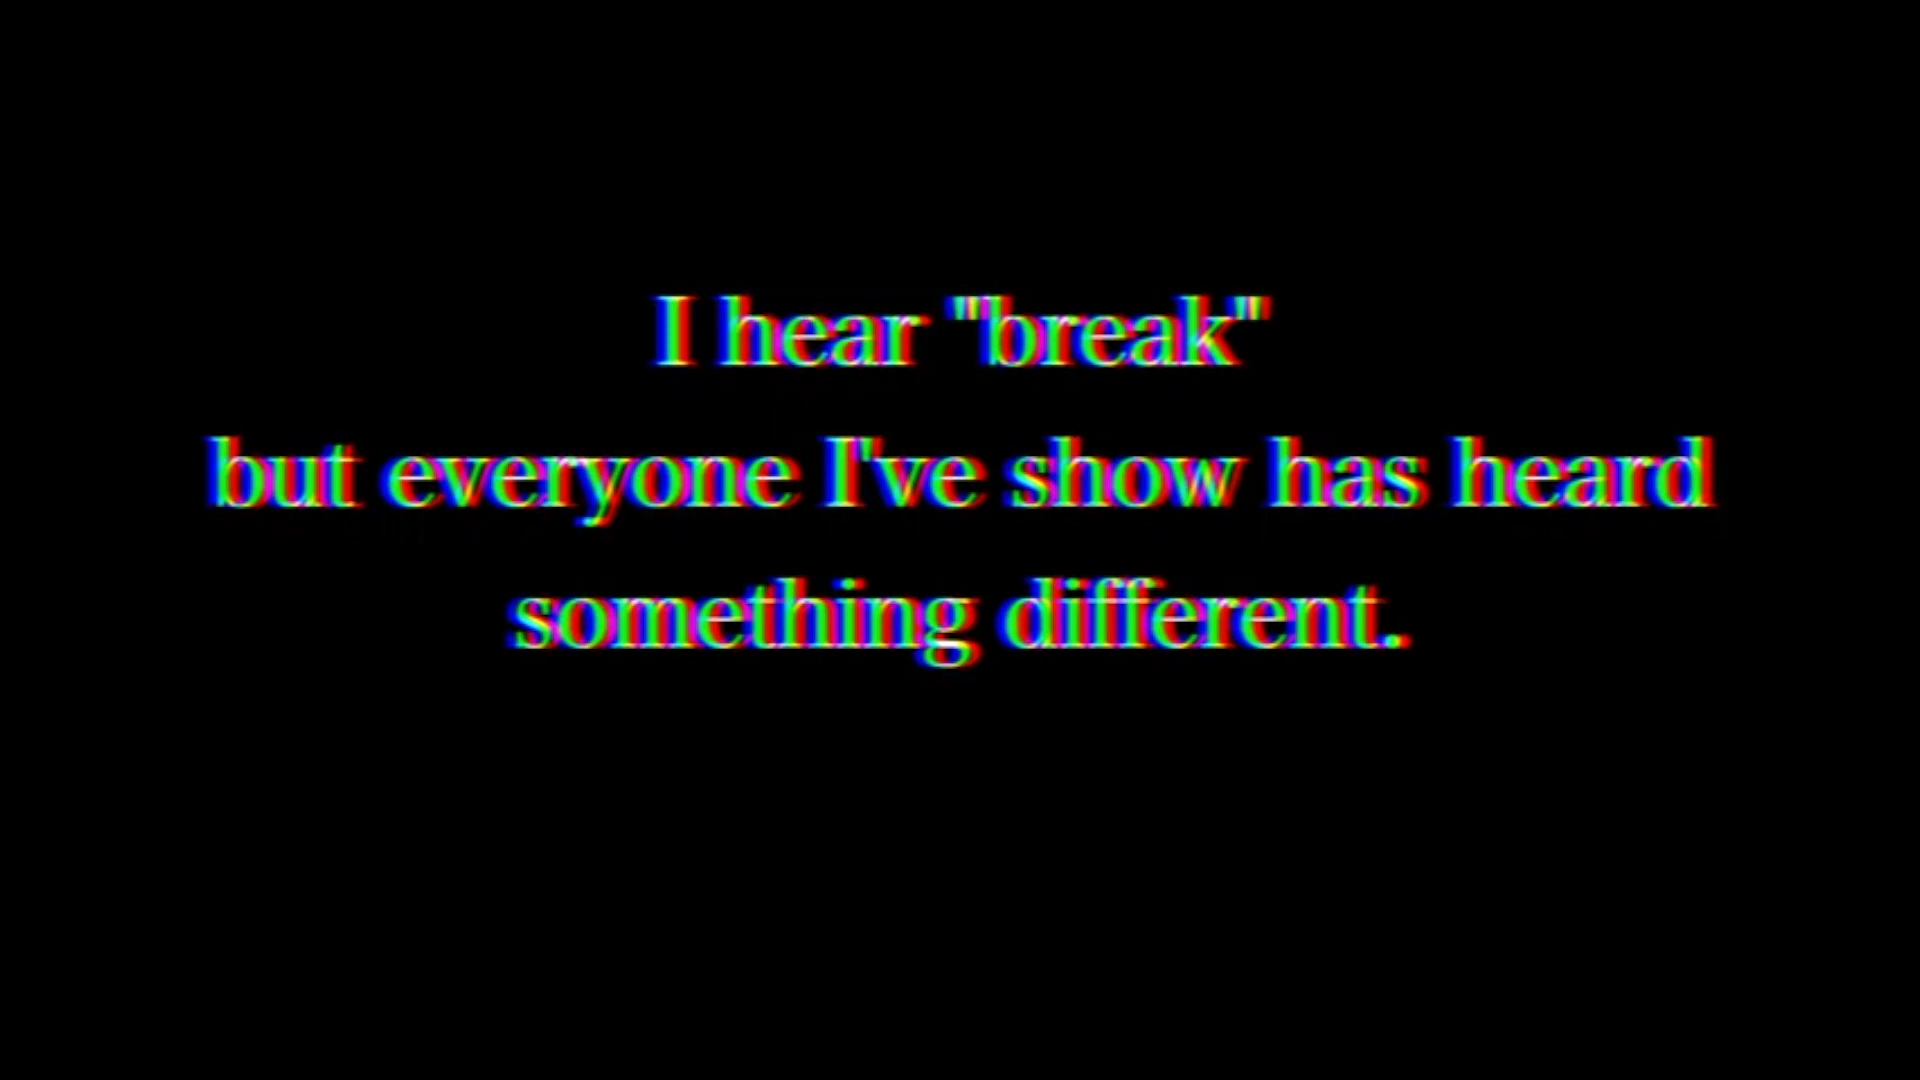 I hear "break"
but everyone I've show has heard
something different.